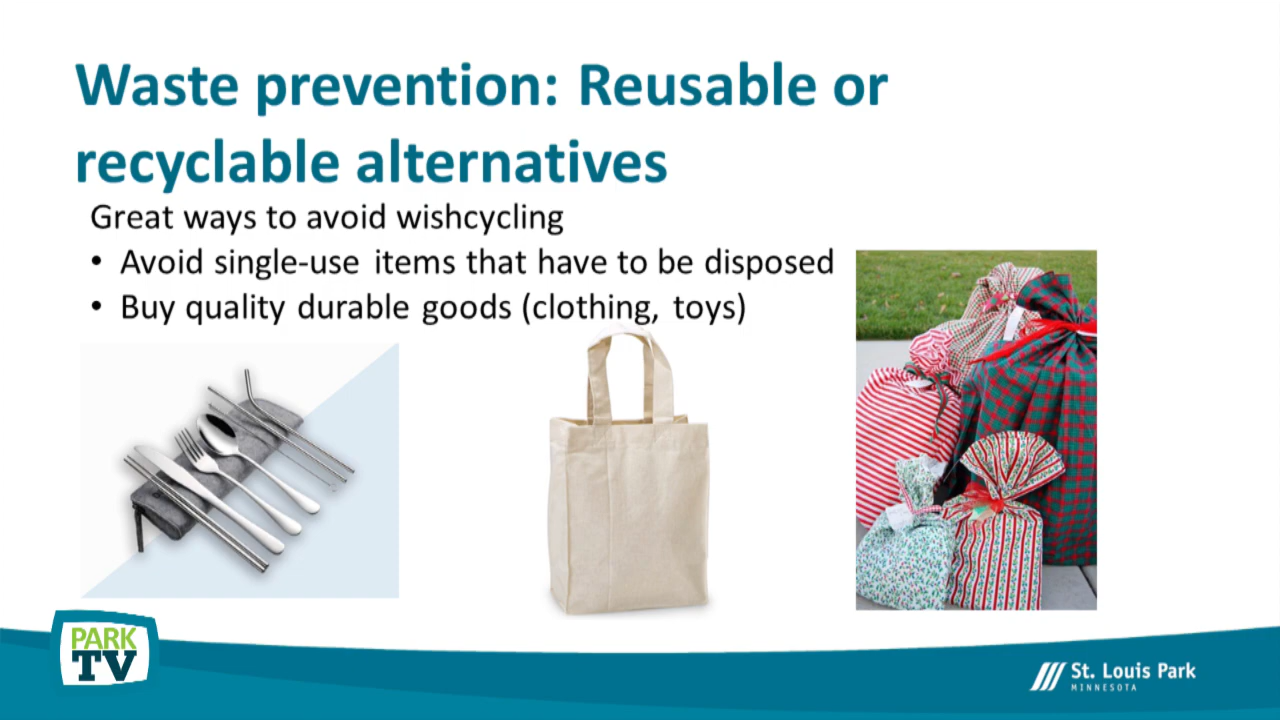 Waste prevention: Reusable or
recyclable alternatives
Great ways to avoid wishcycling
• Avoid single-use items that have to be disposed
• Buy quality durable goods (clothing, toys)
PARK
TV
St. Louis Park
MINNESOTA